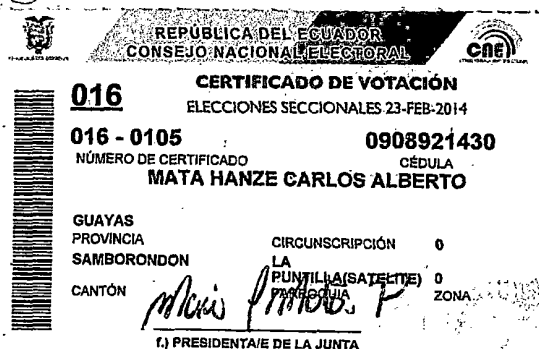 REPÚBLICA DEL ECUADOR
CONSEJO NACIONAL ELECTORAL
CNE
CERTIFICADO DE VOTACIÓN
016
ELECCIONES SECCIONALES 23-FEB-2014
016 - 0105
0908921430
NÚMERO DE CERTIFICADO
CÉDULA
MATA HANZE CARLOS ALBERTO
GUAYAS
PROVINCIA
CIRCUNSCRIPCIÓN 0
SAMBORONDON
LA
PUNTILLA(SATELITE) 0
CANTÓN
PARROQUIA
ZONA
f.) PRESIDENTA/E DE LA JUNTA